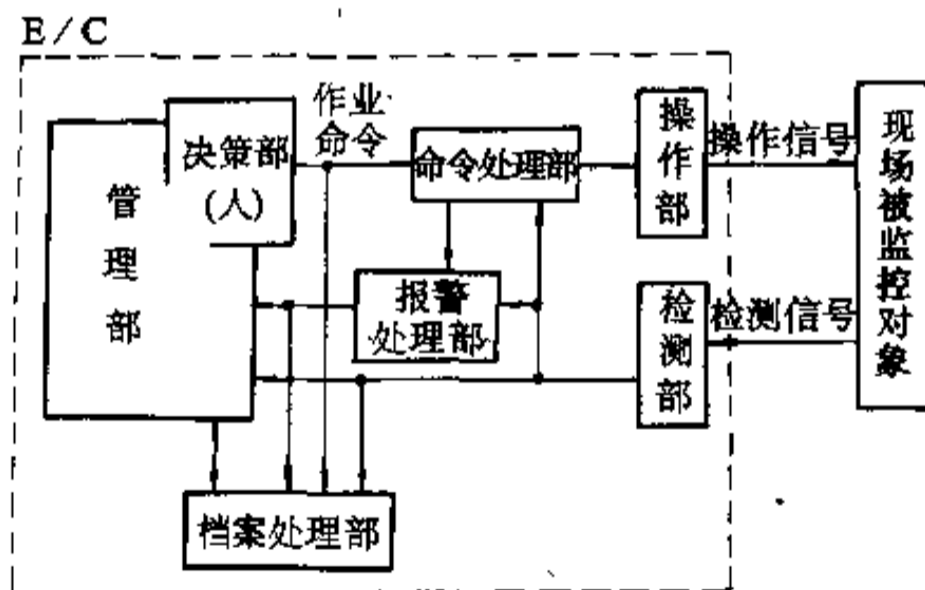 E/C
作业
命令
决策部
(人)
管
理
部
命令处理部
操
作
部
操作信号
现
场
被
监
控
对
象
报警
处理部
检
测
部
检测信号
档案处理部